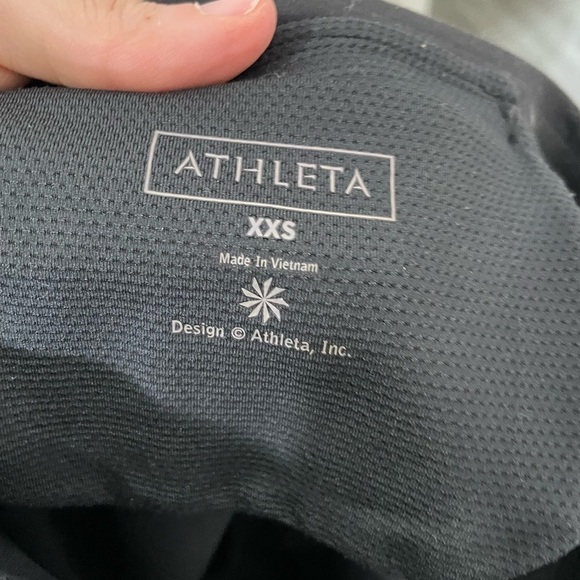 ATHLETA
XXS
Made In Vietnam
Design © Athleta, Inc.